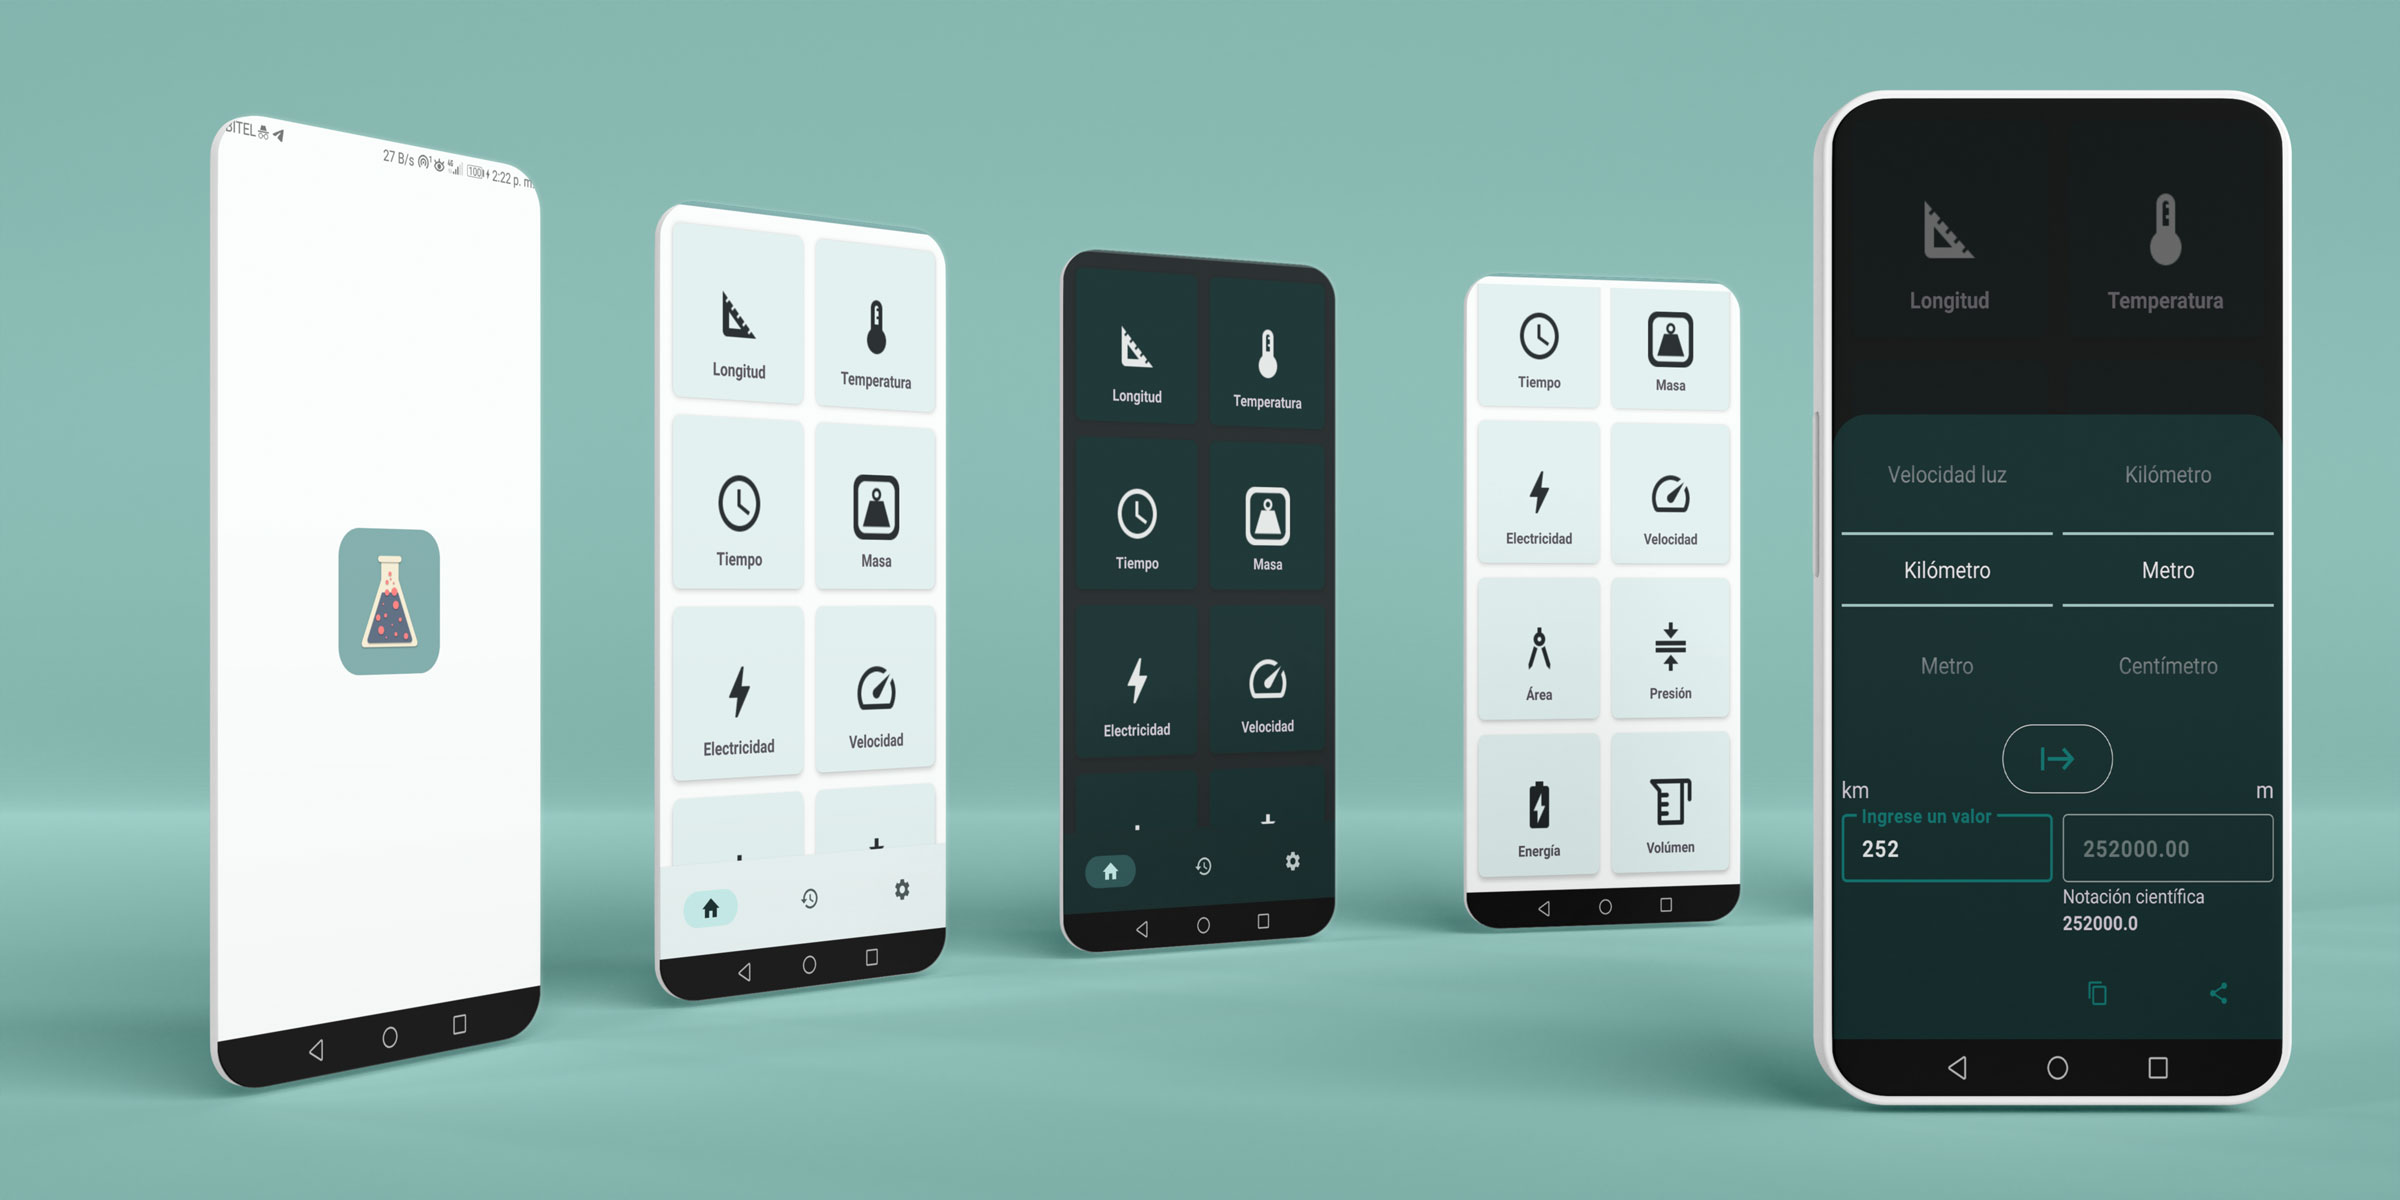 BITEL
27 B/s 4G 100 2:22 p. m.
Longitud
Temperatura
Tiempo
Masa
Electricidad
Velocidad
Longitud
Temperatura
Tiempo
Masa
Electricidad
Velocidad
Tiempo
Masa
Electricidad
Velocidad
Área
Presión
Energía
Volúmen
Longitud
Temperatura
Velocidad luz
Kilómetro
Kilómetro
Metro
Metro
Centímetro
km
m
Ingrese un valor
252
252000.00
Notación científica
252000.0